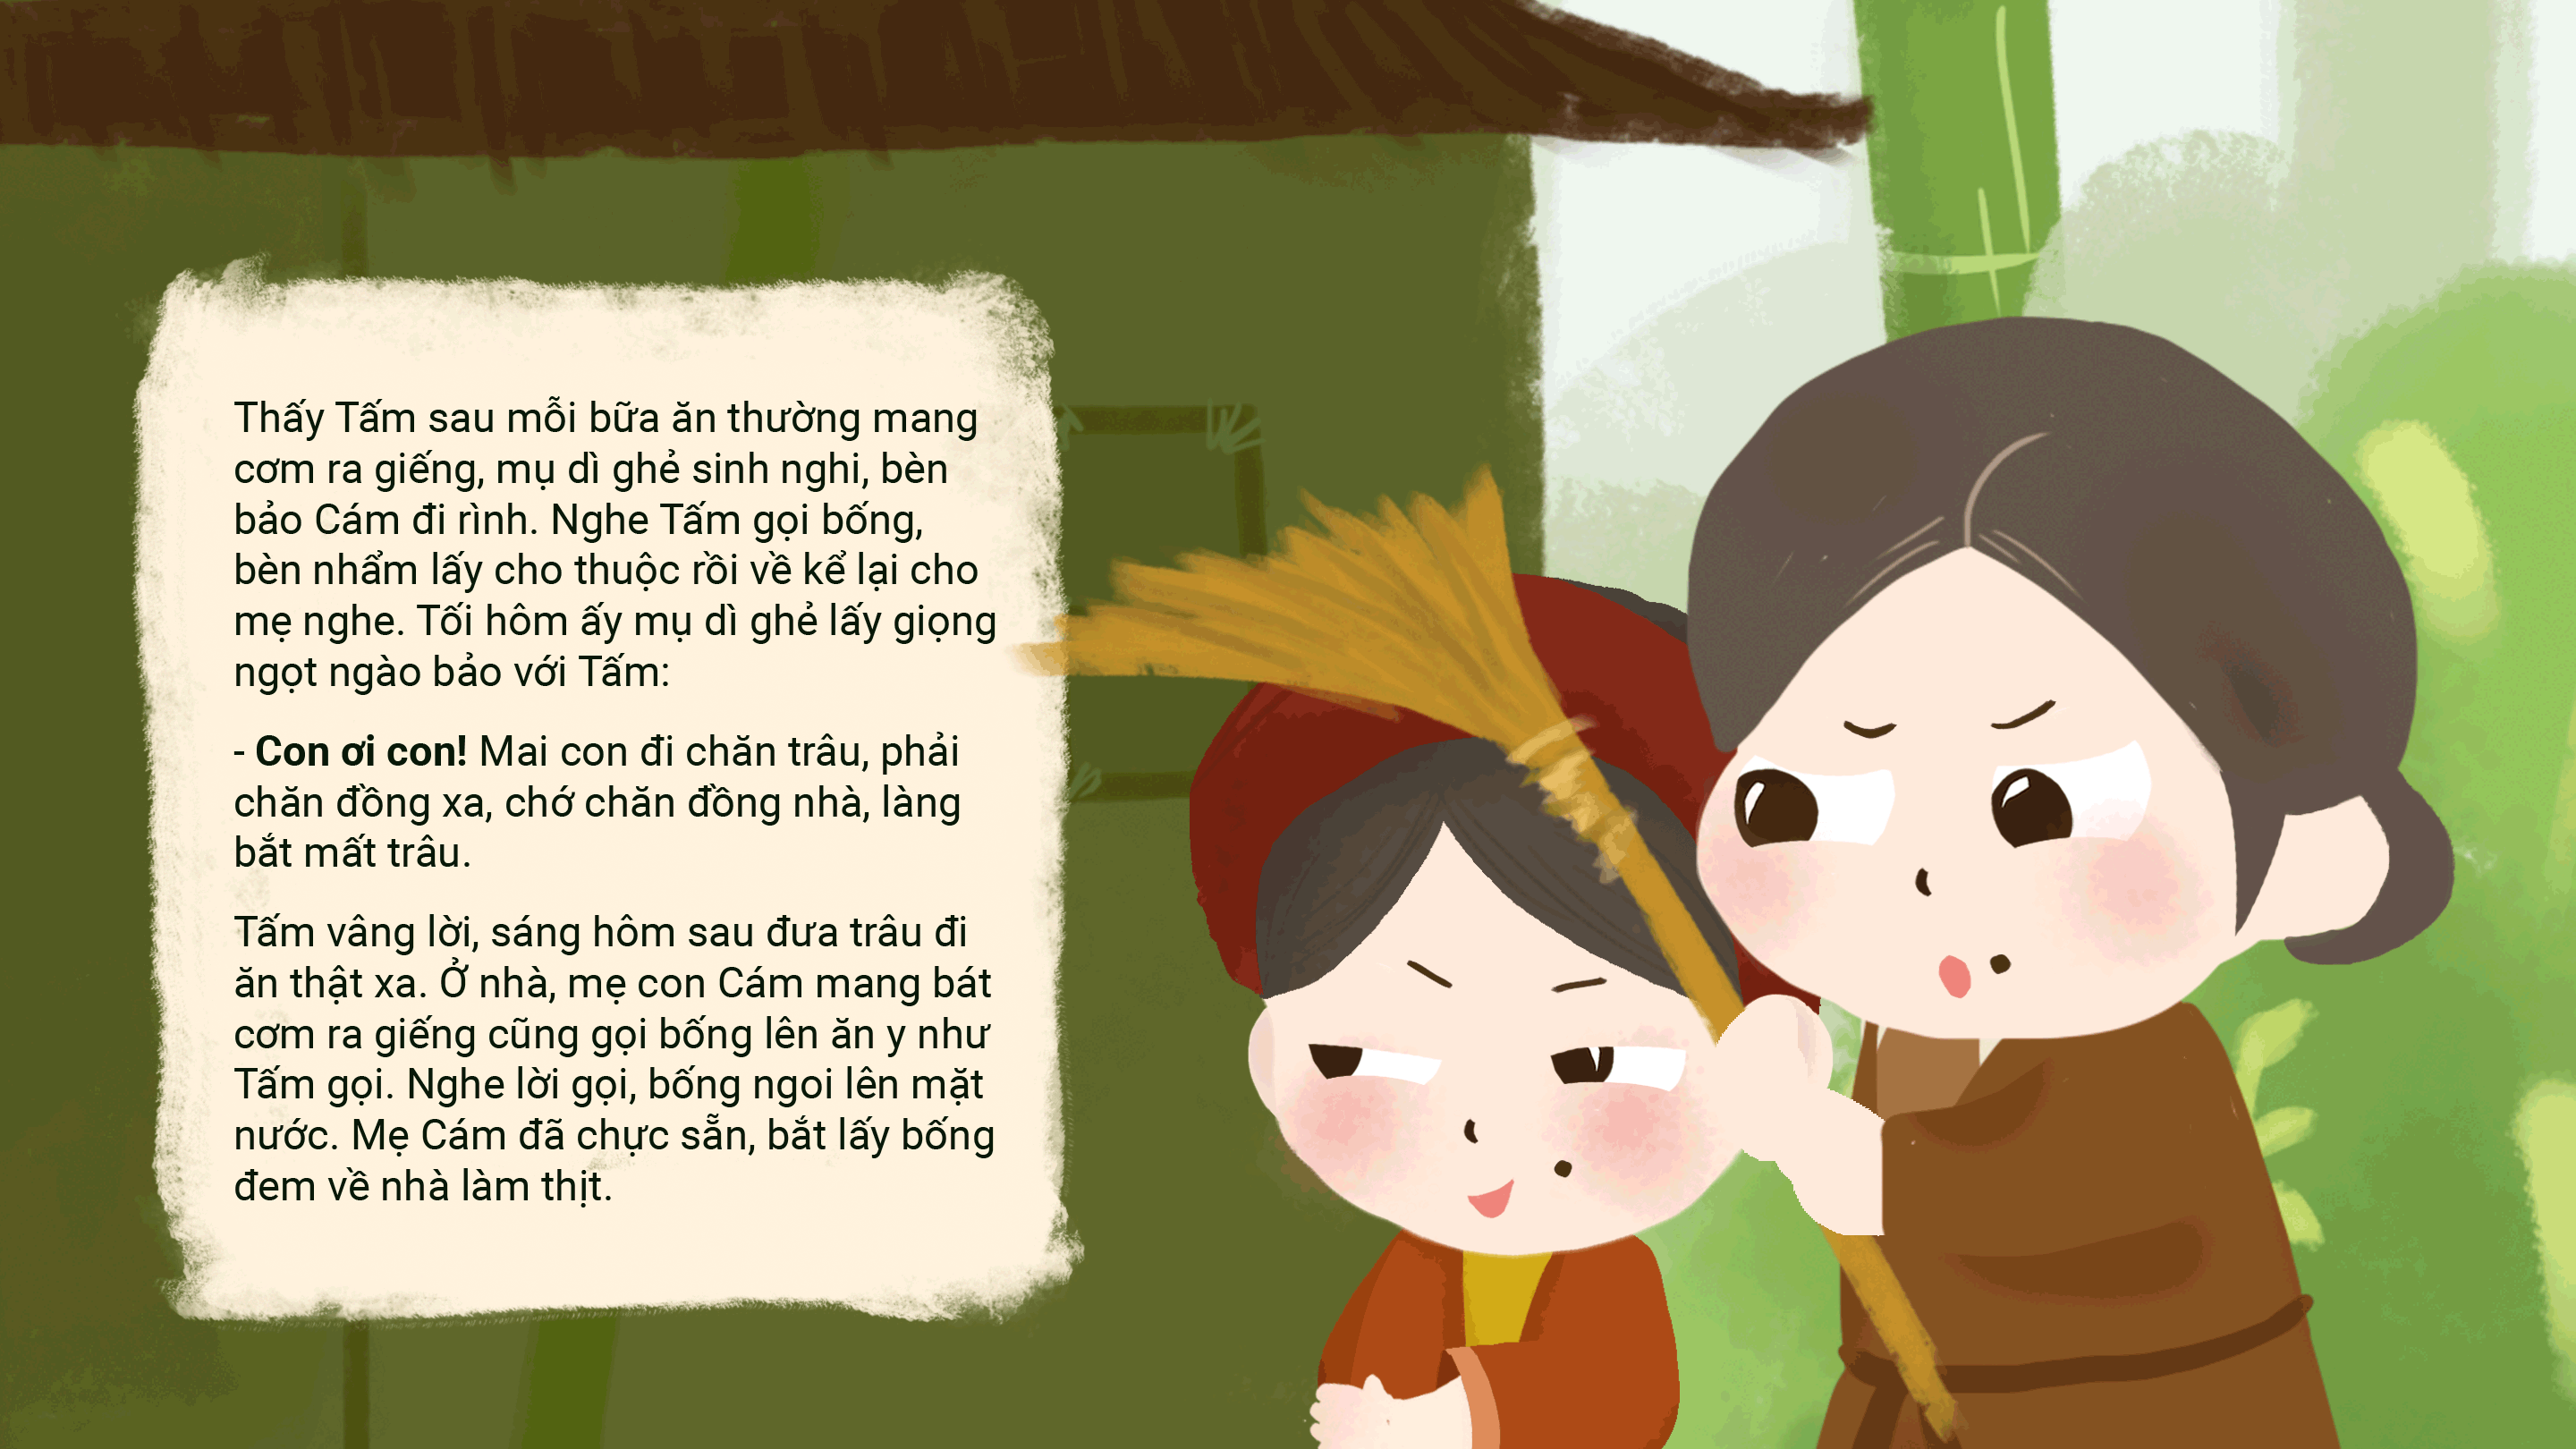 Thấy Tấm sau mỗi bữa ăn thường mang
cơm ra giếng, mụ dì ghẻ sinh nghi, bèn
bảo Cám đi rình. Nghe Tấm gọi bống,
bèn nhẩm lấy cho thuộc rồi về kể lại cho
mẹ nghe. Tối hôm ấy mụ dì ghẻ lấy giọng
ngọt ngào bảo với Tấm:
- Con ơi con! Mai con đi chăn trâu, phải
chăn đồng xa, chớ chăn đồng nhà, làng
bắt mất trâu.
Tấm vâng lời, sáng hôm sau đưa trâu đi
ăn thật xa. Ở nhà, mẹ con Cám mang bát
cơm ra giếng cũng gọi bống lên ăn y như
Tấm gọi. Nghe lời gọi, bống ngoi lên mặt
nước. Mẹ Cám đã chực sẵn, bắt lấy bống
đem về nhà làm thịt.